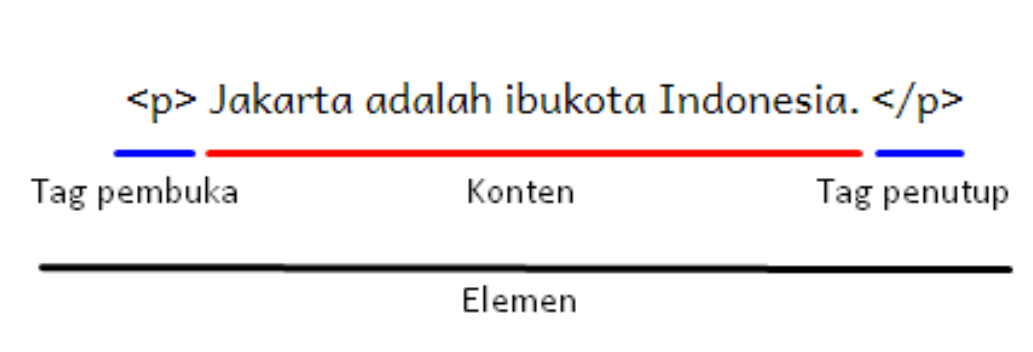 <p> Jakarta adalah ibukota Indonesia. </p>
Tag pembuka Konten Tag penutup
Elemen